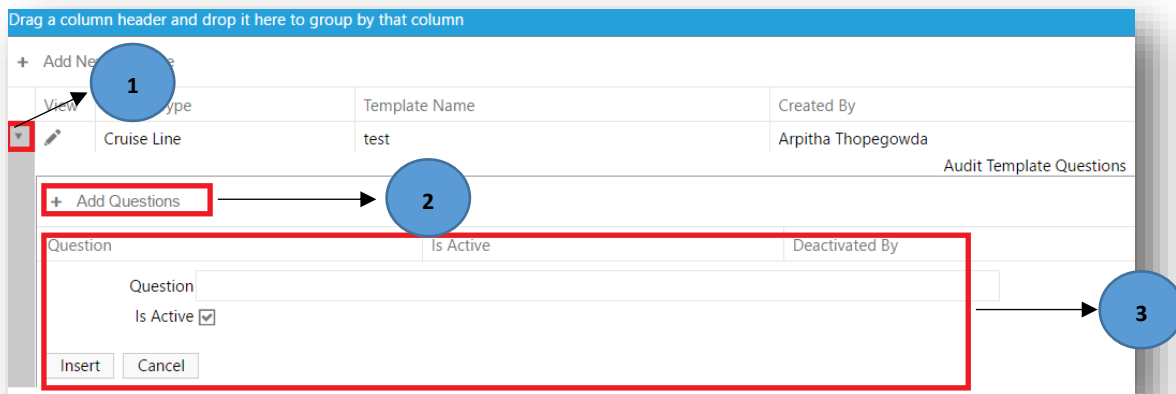 Drag a column header and drop it here to group by that column
+ Add
1
View Template Name Created By
Cruise Line test Arpitha Thopegowda
Audit Template Questions
+ Add Questions
2
Question Is Active Deactivated By
Question
Is Active
3
Insert Cancel